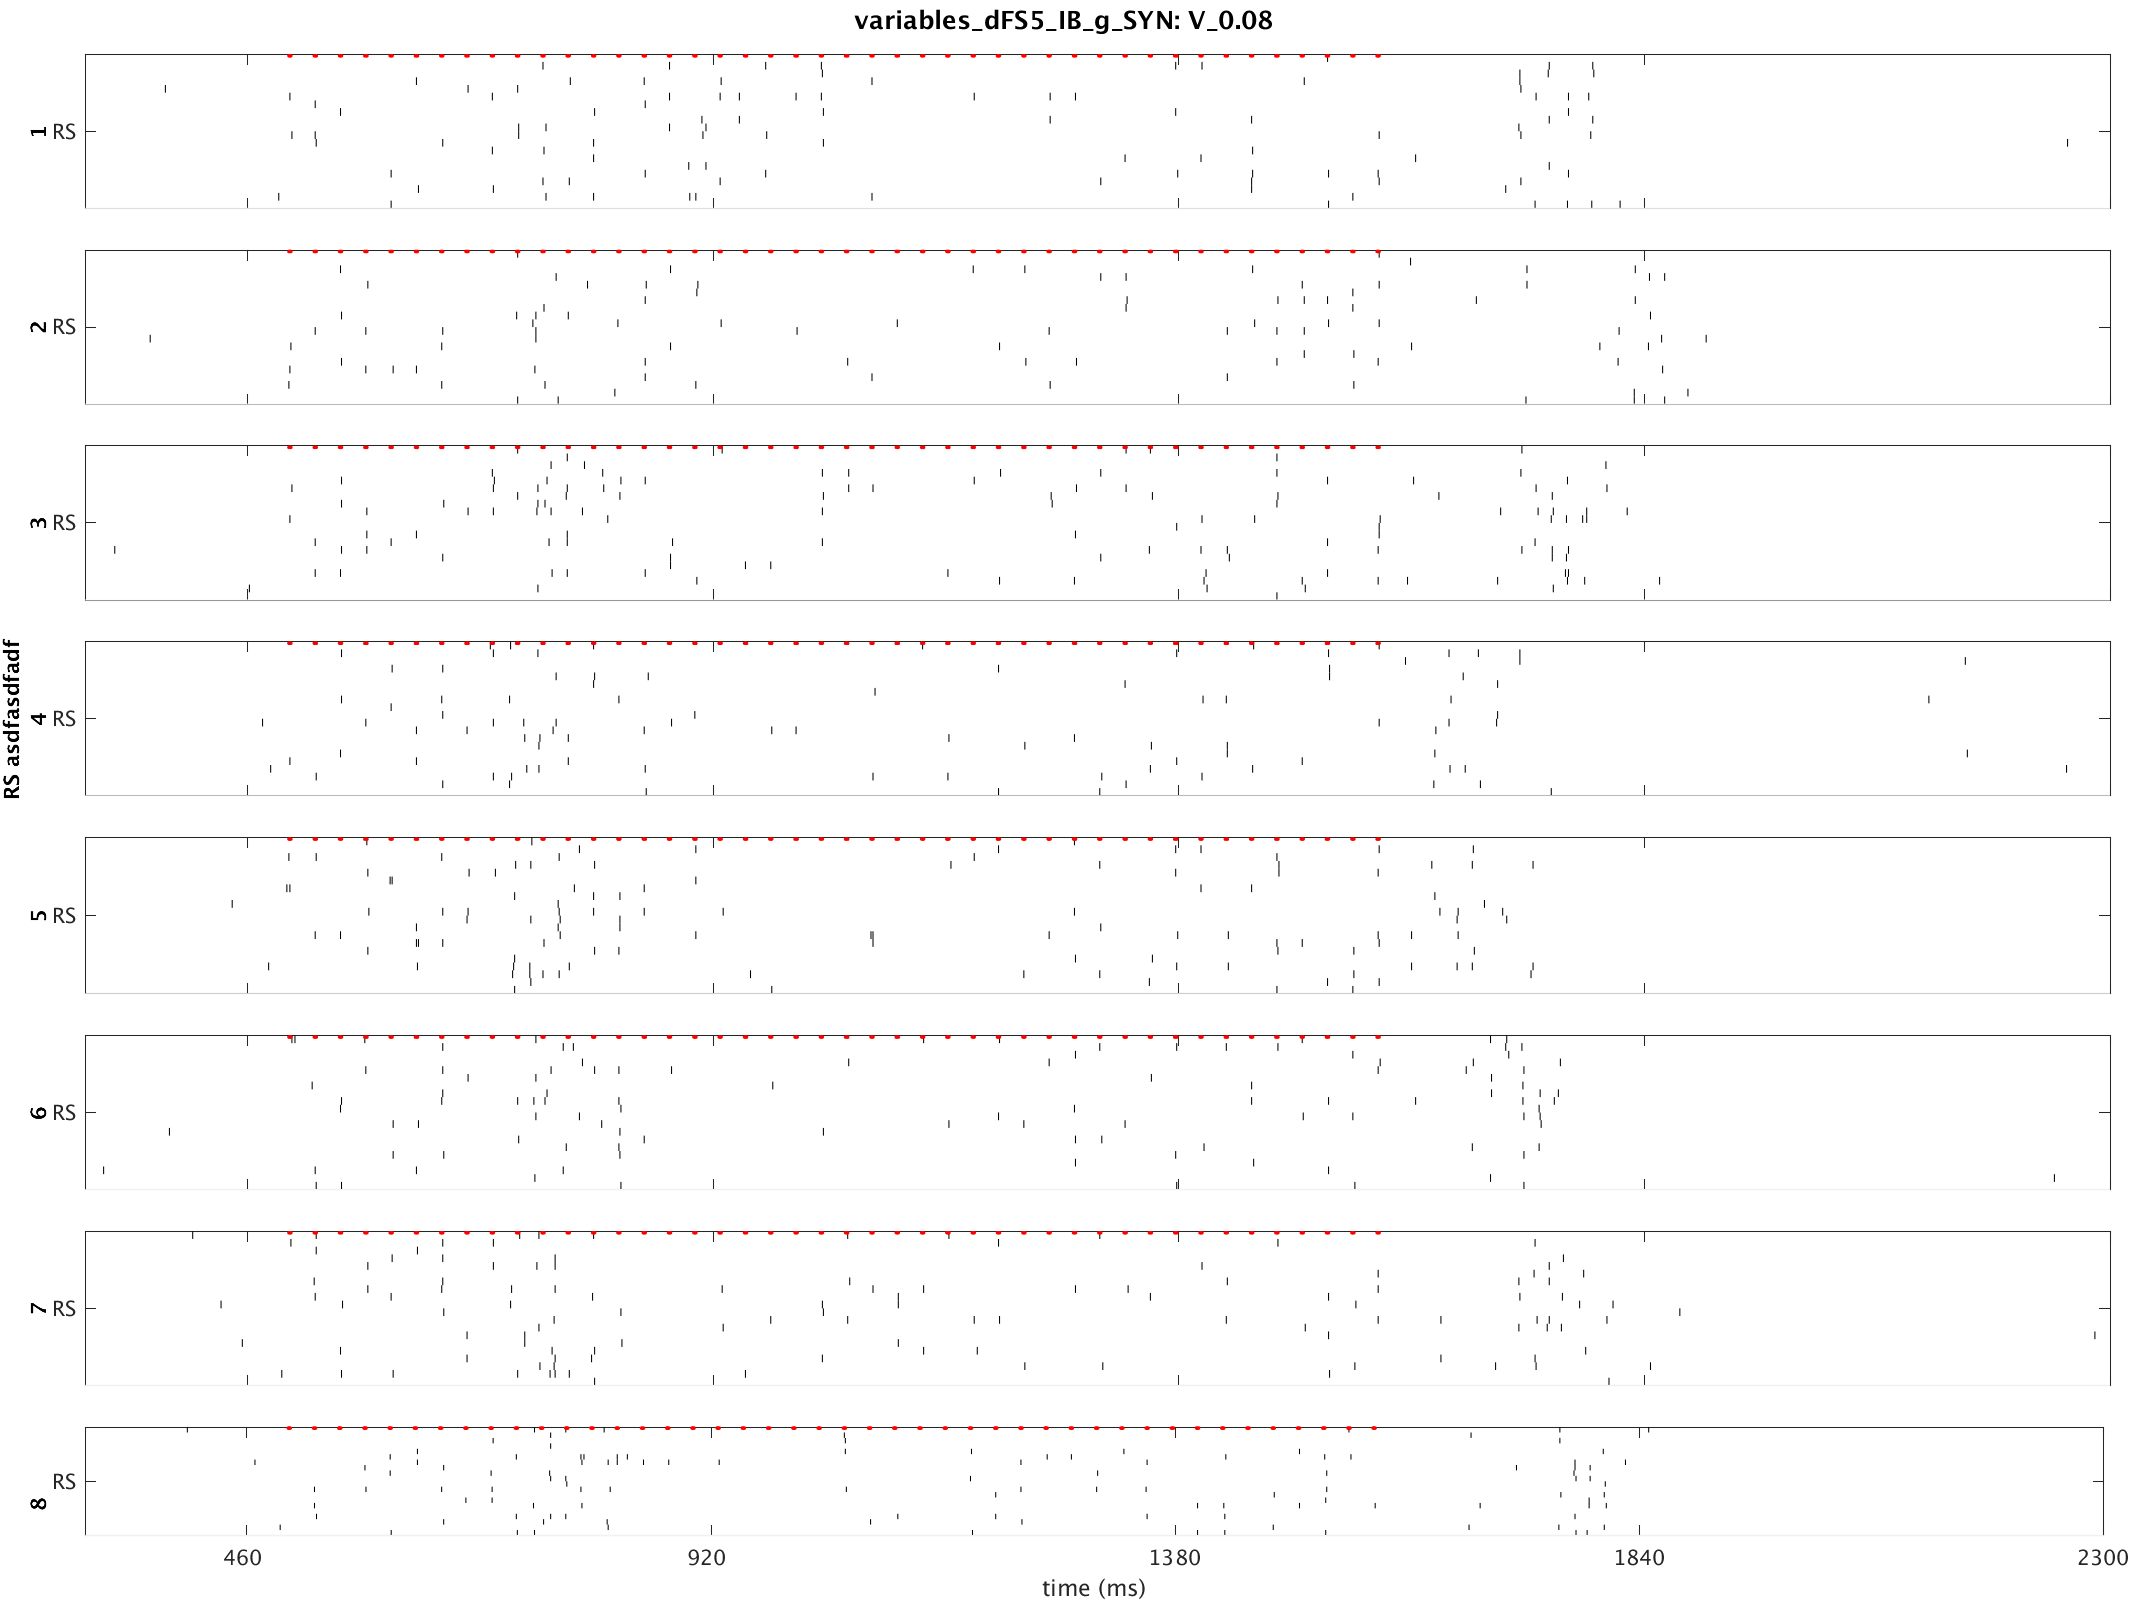 variables_dFS5_IB_g_SYN: V_0.08
1 RS
2 RS
3 RS
RS asdfasdfadf
4 RS
5 RS
6 RS
7 RS
8 RS
460 920 1380 1840 2300
time (ms)